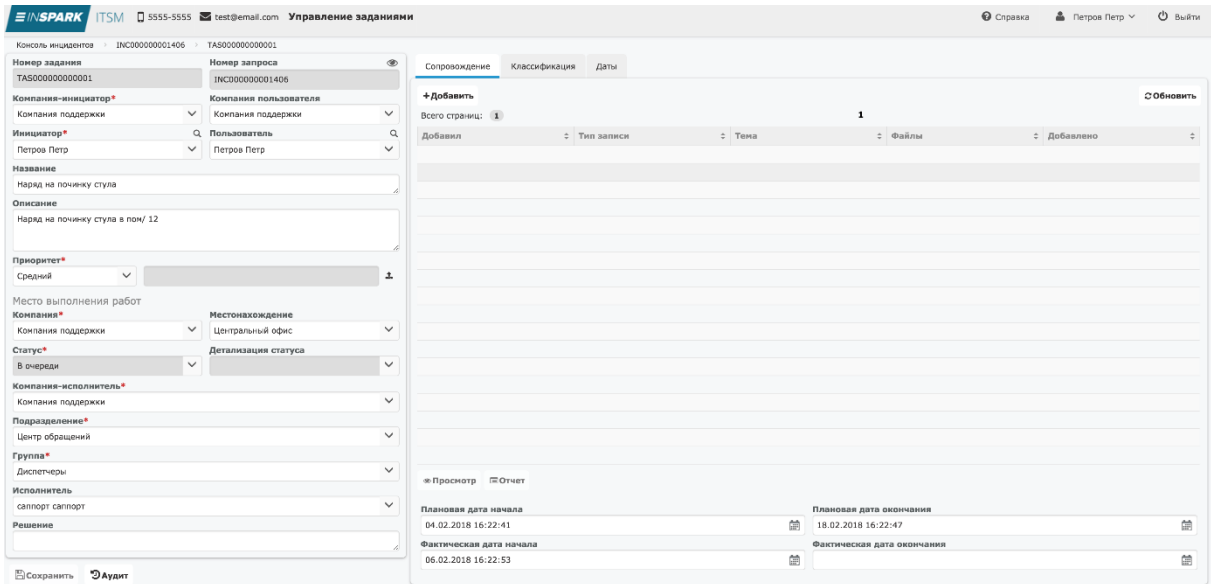 EINSPARK ITSM 5555-5555 test@email.com Управление заданиями Справка Петров Петр Выйти
Консоль инцидентов INC000000001406 TAS000000000001
Номер задания Номер запроса
TAS000000000001 INC000000001406
Компания-инициатор* Компания пользователя
Компания поддержки Компания поддержки
Инициатор* Пользователь
Петров Петр Петров Петр
Название
Наряд на починку стула
Описание
Наряд на починку стула в пом/ 12
Приоритет*
Средний
Место выполнения работ
Компания* Местонахождение
Компания поддержки Центральный офис
Статус* Детализация статуса
В очереди
Компания-исполнитель*
Компания поддержки
Подразделение*
Центр обращений
Группа*
Диспетчеры
Исполнитель
саппорт саппорт
Решение
Сохранить Аудит
Сопровождение Классификация Даты
+Добавить Обновить
Всего страниц: 1 1
Добавил Тип записи Тема Файлы Добавлено
Просмотр Отчет
Плановая дата начала Плановая дата окончания
04.02.2018 16:22:41 18.02.2018 16:22:47
Фактическая дата начала Фактическая дата окончания
06.02.2018 16:22:53